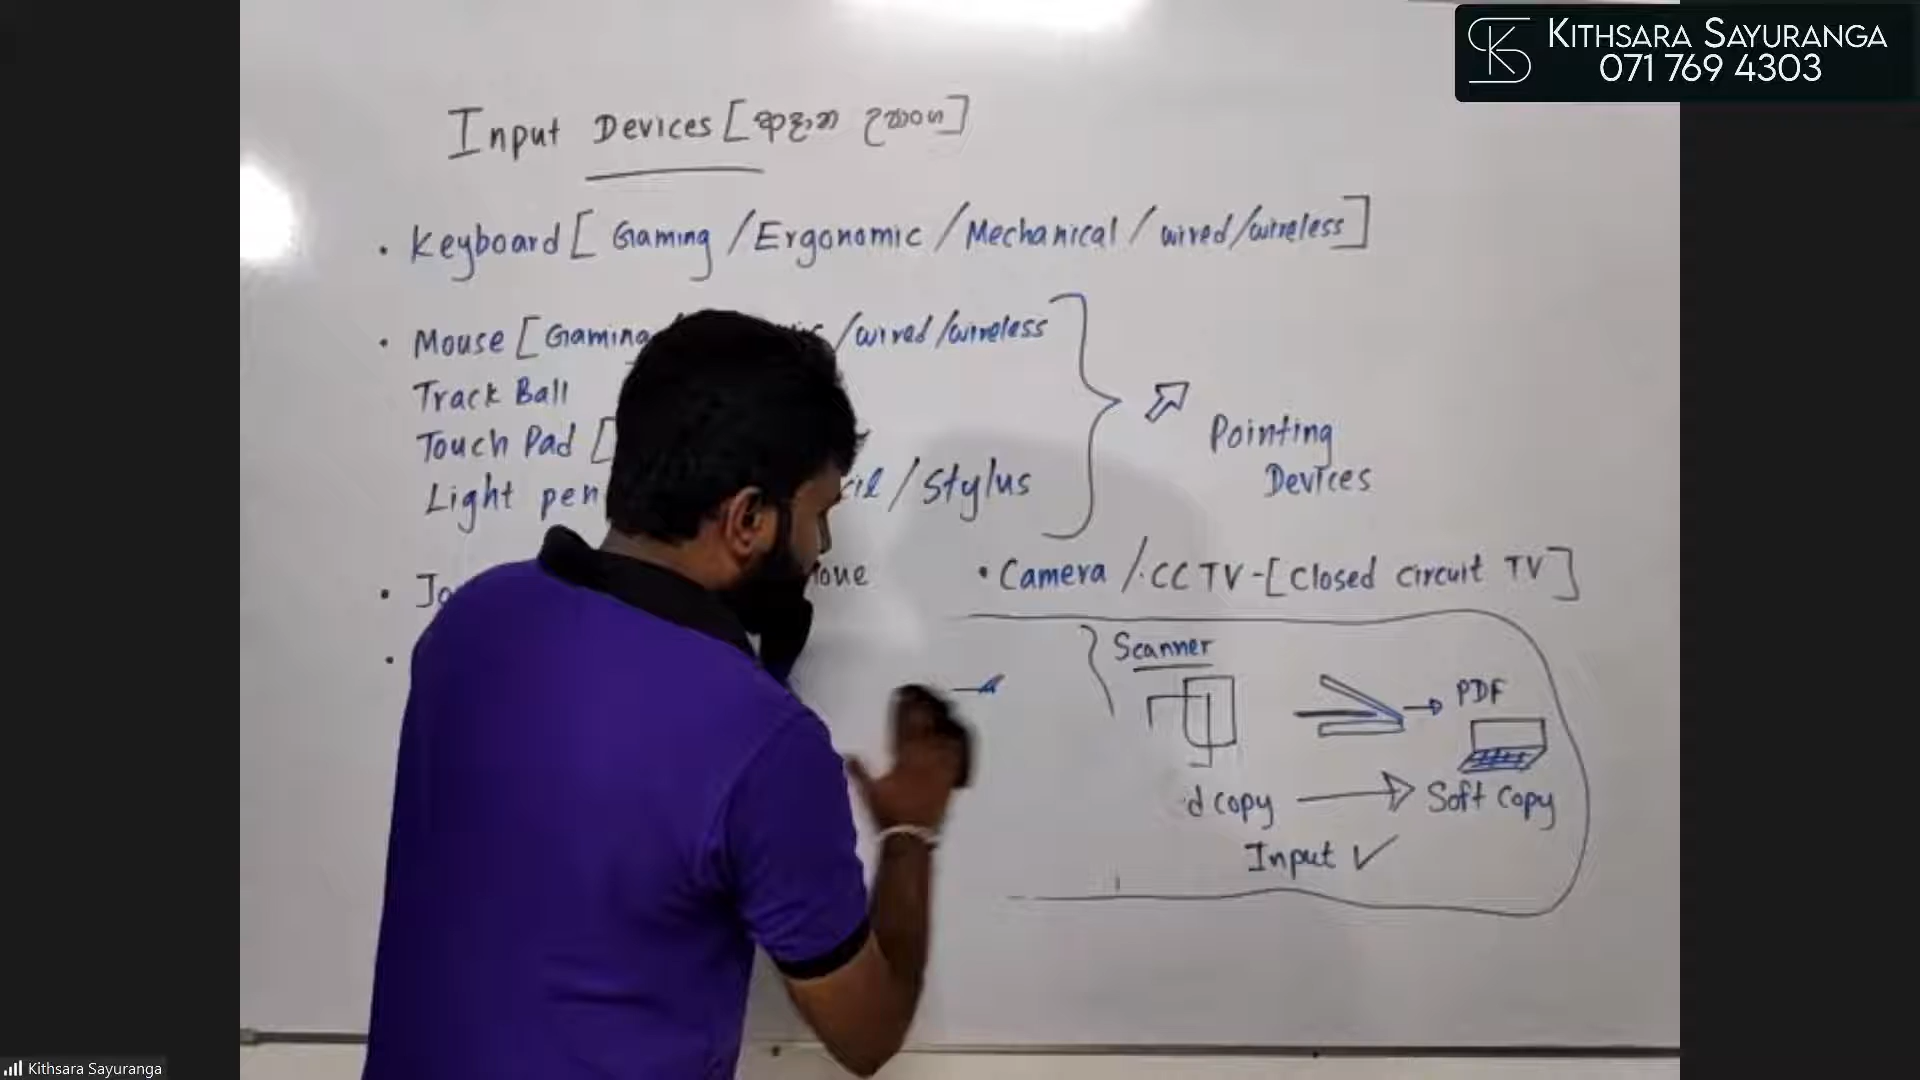 KITHSARA SAYURANGA
071 769 4303
Input Devices [ආදාන උපාංග]
• Keyboard [Gaming / Ergonomic / Mechanical / wired/wireless]
• Mouse [Gaming /wired /wireless
Track Ball
Touch Pad [
Light pen / Stylus
Pointing
Devices
• Camera / CCTV-[Closed Circuit TV]
Scanner
PDF
copy → Soft Copy
Input ✓
Kithsara Sayuranga